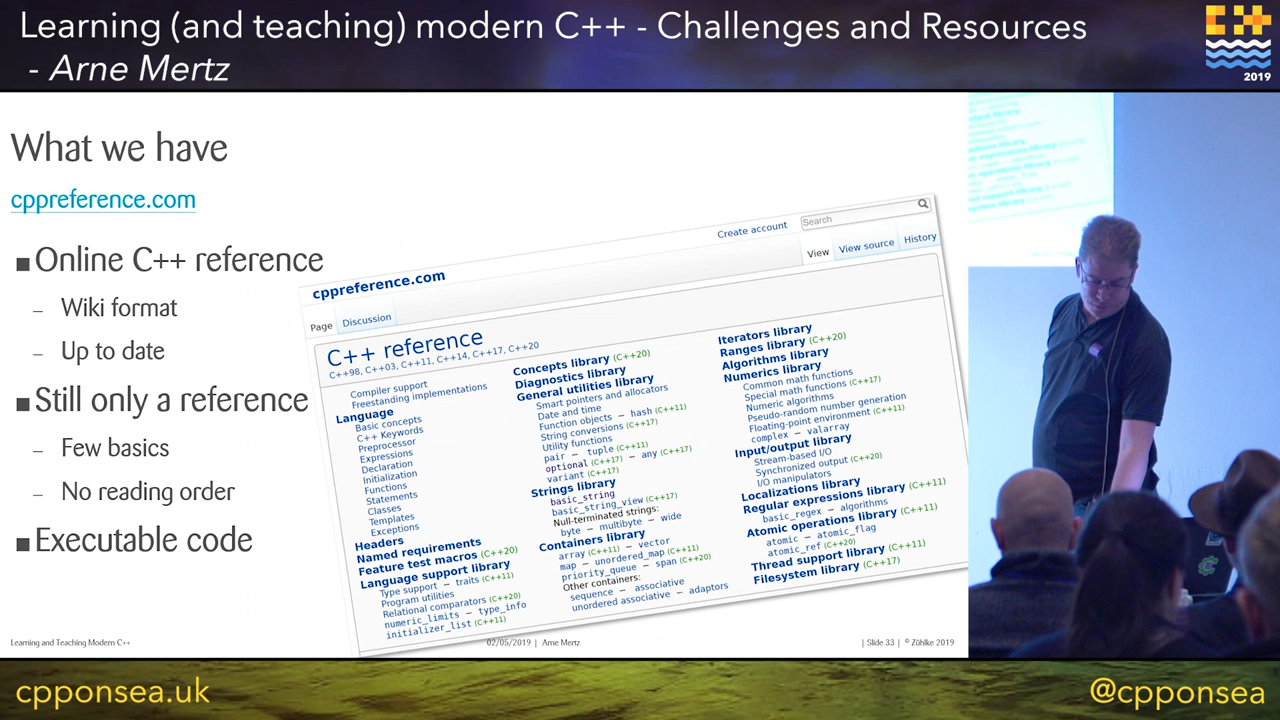 Learning (and teaching) modern C++ - Challenges and Resources
- Arne Mertz
2019
What we have
cppreference.com
Online C++ reference
– Wiki format
– Up to date
Still only a reference
– Few basics
– No reading order
Executable code
Create account
Search
cppreference.com
Page
Discussion
View
View source
History
C++ reference
C++98, C++03, C++11, C++14, C++17, C++20
Compiler support
Freestanding implementations
Language
Basic concepts
C++ Keywords
Preprocessor
Expressions
Declaration
Initialization
Functions
Statements
Classes
Templates
Exceptions
Headers
Named requirements
Feature test macros (C++20)
Language support library
Type support – traits (C++11)
Program utilities
Relational comparators (C++20)
numeric_limits – type_info
initializer_list (C++11)
Concepts library (C++20)
Diagnostics library
General utilities library
Smart pointers and allocators
Date and time
Function objects – hash (C++11)
String conversions (C++17)
Utility functions
pair – tuple (C++11)
optional (C++17) – any (C++17)
variant (C++17)
Strings library
basic_string
basic_string_view (C++17)
Null-terminated strings:
byte – multibyte – wide
Containers library
array (C++11) – vector
map – unordered_map (C++11)
priority_queue – span (C++20)
Other containers:
sequence – associative
unordered associative – adaptors
Iterators library
Ranges library (C++20)
Algorithms library
Numerics library
Common math functions
Special math functions (C++17)
Numeric algorithms
Pseudo-random number generation
Floating-point environment (C++11)
complex – valarray
Input/output library
Stream-based I/O
Synchronized output (C++20)
I/O manipulators
Localizations library
Regular expressions library (C++11)
basic_regex – algorithms
Atomic operations library (C++11)
atomic – atomic_flag
atomic_ref (C++20)
Thread support library (C++11)
Filesystem library (C++17)
Learning and Teaching Modern C++
02/05/2019 | Arne Mertz
| Slide 33 | © Zühlke 2019
cpponsea.uk
@cpponsea